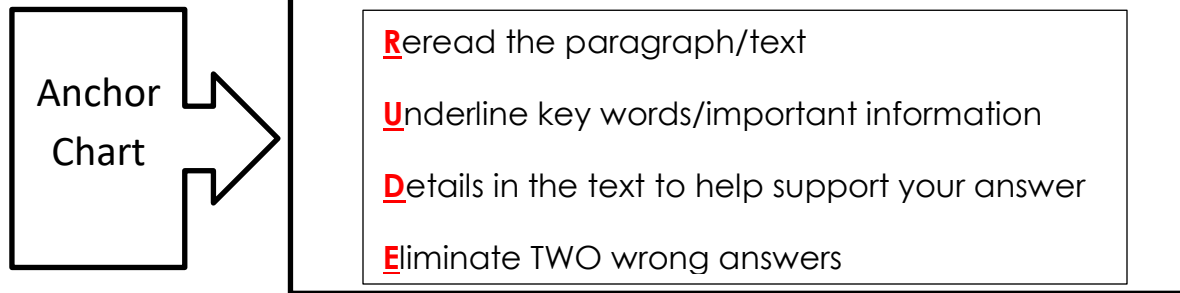 Anchor
Chart
Reread the paragraph/text
Underline key words/important information
Details in the text to help support your answer
Eliminate TWO wrong answers